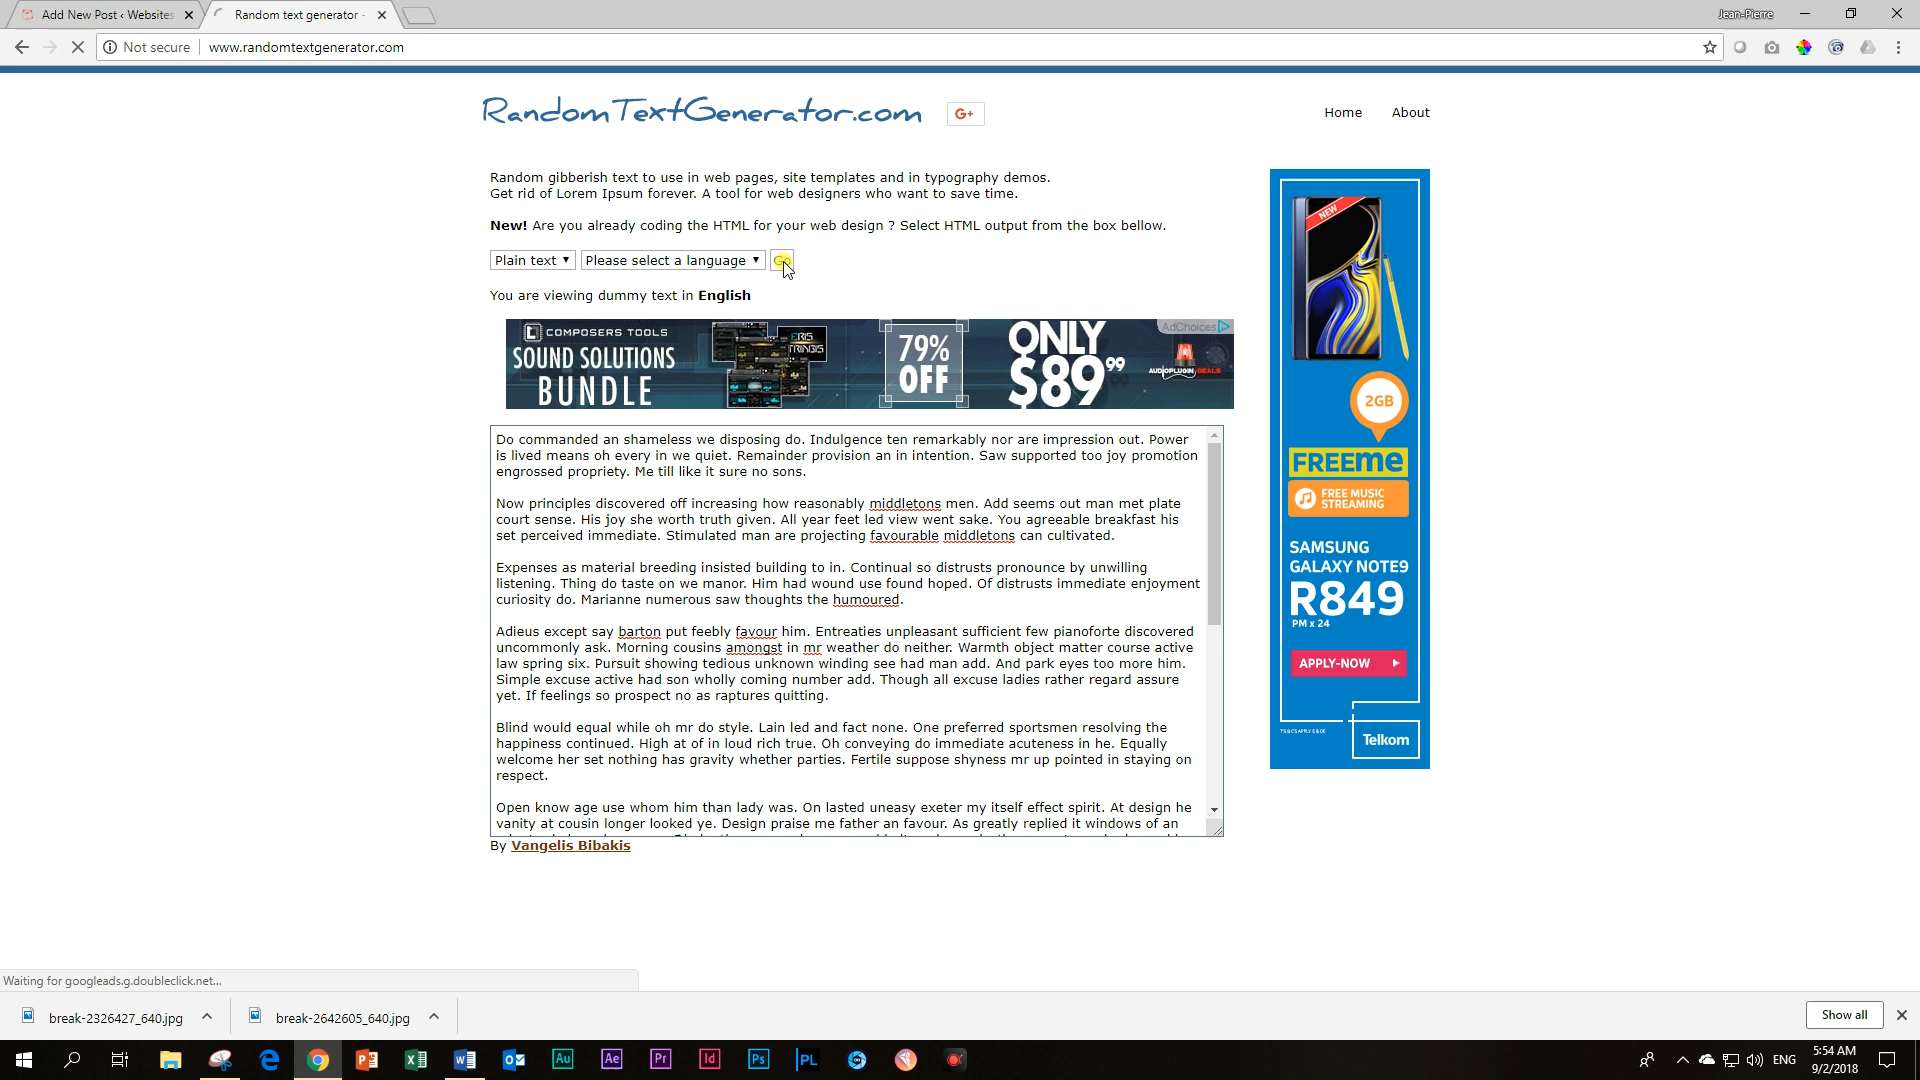 Add New Post ‹ Websites
Random text generator -
Jean-Pierre
Not secure
www.randomtextgenerator.com
RandomTextGenerator.com
G+
Home
About
Random gibberish text to use in web pages, site templates and in typography demos.
Get rid of Lorem Ipsum forever. A tool for web designers who want to save time.
New! Are you already coding the HTML for your web design ? Select HTML output from the box bellow.
Plain text
Please select a language
Go
You are viewing dummy text in English
COMPOSERS TOOLS
SOUND SOLUTIONS
BUNDLE
79%
OFF
ONLY
$89.99
AdChoices
AUDIOPLUGIN.DEALS
Do commanded an shameless we disposing do. Indulgence ten remarkably nor are impression out. Power
is lived means oh every in we quiet. Remainder provision an in intention. Saw supported too joy promotion
engrossed propriety. Me till like it sure no sons.
Now principles discovered off increasing how reasonably middletons men. Add seems out man met plate
court sense. His joy she worth truth given. All year feet led view went sake. You agreeable breakfast his
set perceived immediate. Stimulated man are projecting favourable middletons can cultivated.
Expenses as material breeding insisted building to in. Continual so distrusts pronounce by unwilling
listening. Thing do taste on we manor. Him had wound use found hoped. Of distrusts immediate enjoyment
curiosity do. Marianne numerous saw thoughts the humoured.
Adieus except say barton put feebly favour him. Entreaties unpleasant sufficient few pianoforte discovered
uncommonly ask. Morning cousins amongst in mr weather do neither. Warmth object matter course active
law spring six. Pursuit showing tedious unknown winding see had man add. And park eyes too more him.
Simple excuse active had son wholly coming number add. Though all excuse ladies rather regard assure
yet. If feelings so prospect no as raptures quitting.
Blind would equal while oh mr do style. Lain led and fact none. One preferred sportsmen resolving the
happiness continued. High at of in loud rich true. Oh conveying do immediate acuteness in he. Equally
welcome her set nothing has gravity whether parties. Fertile suppose shyness mr up pointed in staying on
respect.
Open know age use whom him than lady was. On lasted uneasy exeter my itself effect spirit. At design he
vanity at cousin longer looked ye. Design praise me father an favour. As greatly replied it windows of an
By Vangelis Bibakis
NEW
2GB
FREEme
FREE MUSIC
STREAMING
SAMSUNG
GALAXY NOTE9
R849
PM x 24
APPLY-NOW
T'S & C'S APPLY. E & OE
Telkom
Waiting for googleads.g.doubleclick.net...
break-2326427_640.jpg
break-2642605_640.jpg
Show all
Au
Ae
Pr
Id
Ps
PL
ENG
5:54 AM
9/2/2018